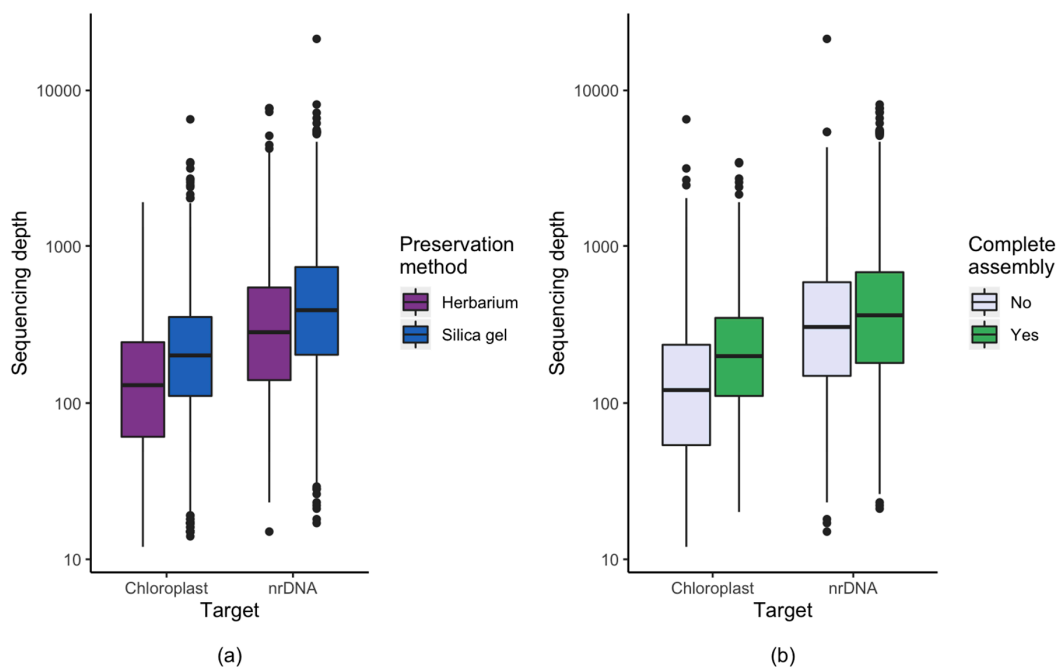 10000
1000
100
10
Sequencing depth
Chloroplast
nrDNA
Target
Preservation
method
Herbarium
Silica gel
(a)
10000
1000
100
10
Sequencing depth
Chloroplast
nrDNA
Target
Complete
assembly
No
Yes
(b)